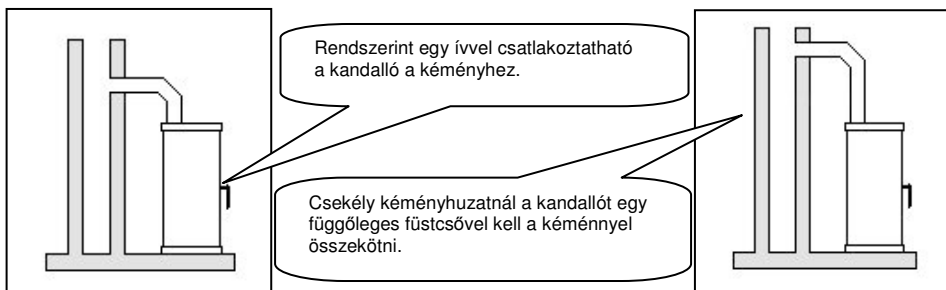 Rendszerint egy ívvel csatlakoztatható
a kandalló a kéményhez.
Csekély kéményhuzatnál a kandallót egy
függőleges füstcsővel kell a kéménnyel
összekötni.